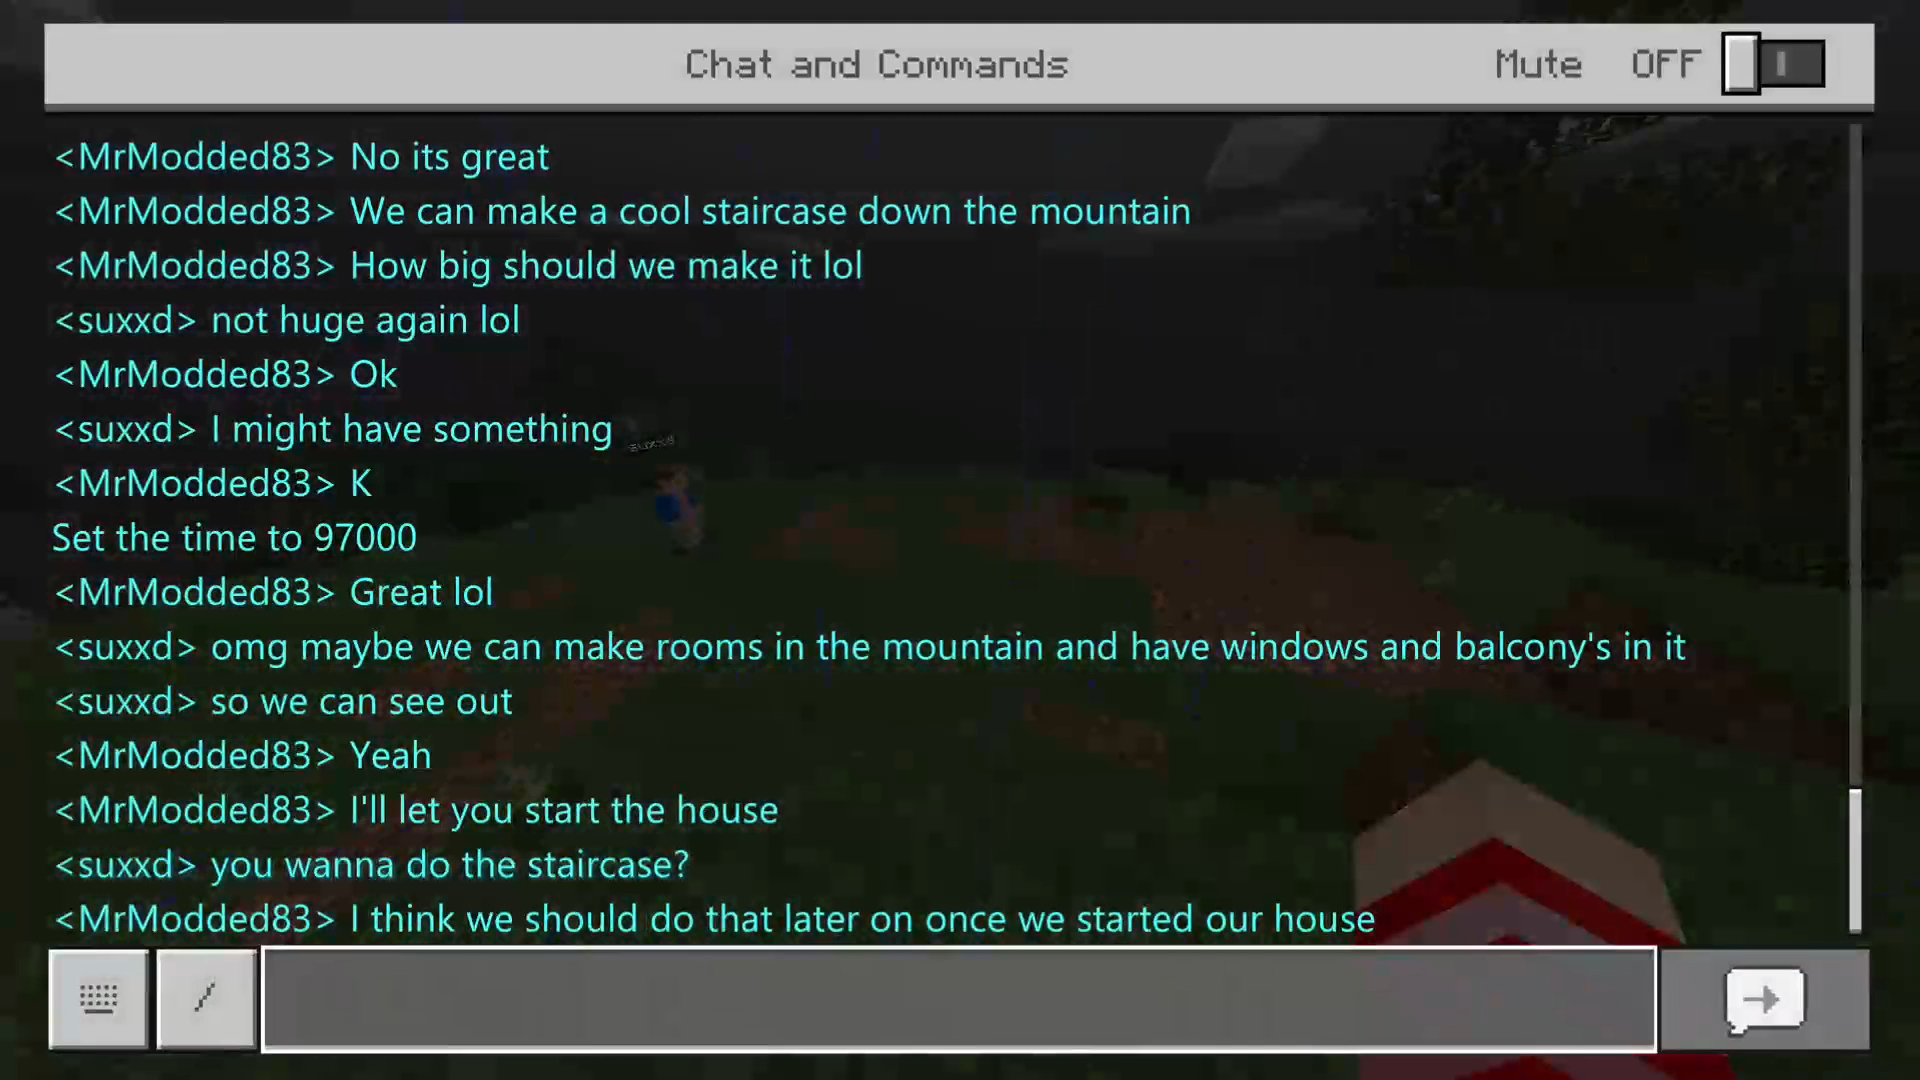 Chat and Commands
Mute OFF
<MrModded83> No its great
<MrModded83> We can make a cool staircase down the mountain
<MrModded83> How big should we make it lol
<suxxd> not huge again lol
<MrModded83> Ok
<suxxd> I might have something
<MrModded83> K
Set the time to 97000
<MrModded83> Great lol
<suxxd> omg maybe we can make rooms in the mountain and have windows and balcony's in it
<suxxd> so we can see out
<MrModded83> Yeah
<MrModded83> I'll let you start the house
<suxxd> you wanna do the staircase?
<MrModded83> I think we should do that later on once we started our house
/